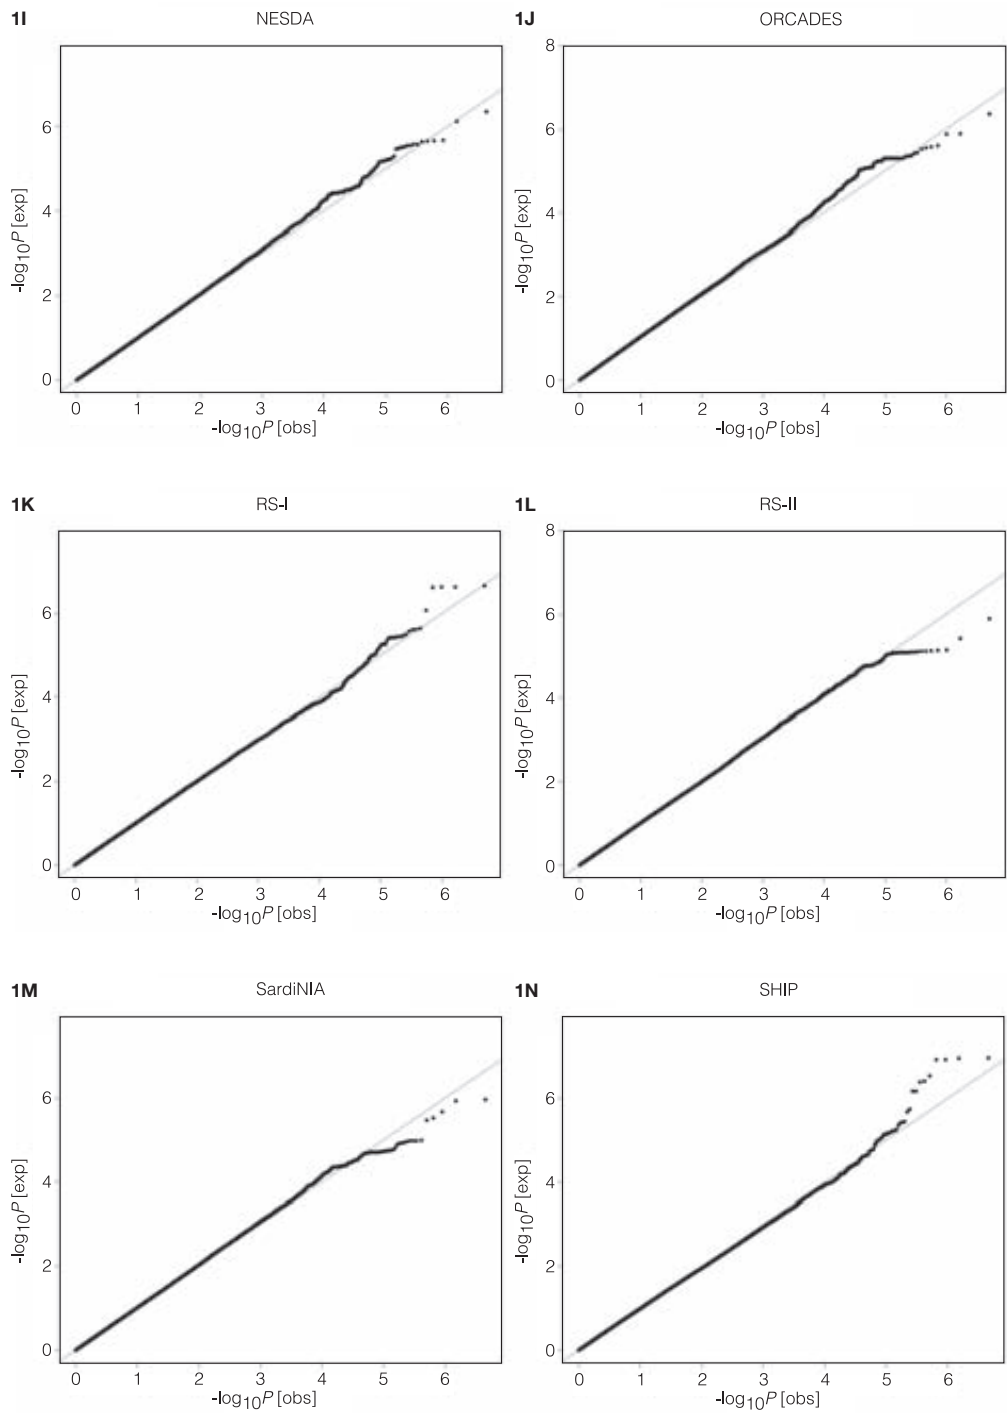 1I NESDA 1J ORCADES
8
6 6
4 4
2 2
0 0
-log10P [exp] -log10P [exp]
0 1 2 3 4 5 6 0 1 2 3 4 5 6
-log10P [obs] -log10P [obs]
1K RS-I 1L RS-II
8
6 6
4 4
2 2
0 0
-log10P [exp] -log10P [exp]
0 1 2 3 4 5 6 0 1 2 3 4 5 6
-log10P [obs] -log10P [obs]
1M SardiNIA 1N SHIP
6 6
4 4
2 2
0 0
-log10P [exp] -log10P [exp]
0 1 2 3 4 5 6 0 1 2 3 4 5 6
-log10P [obs] -log10P [obs]